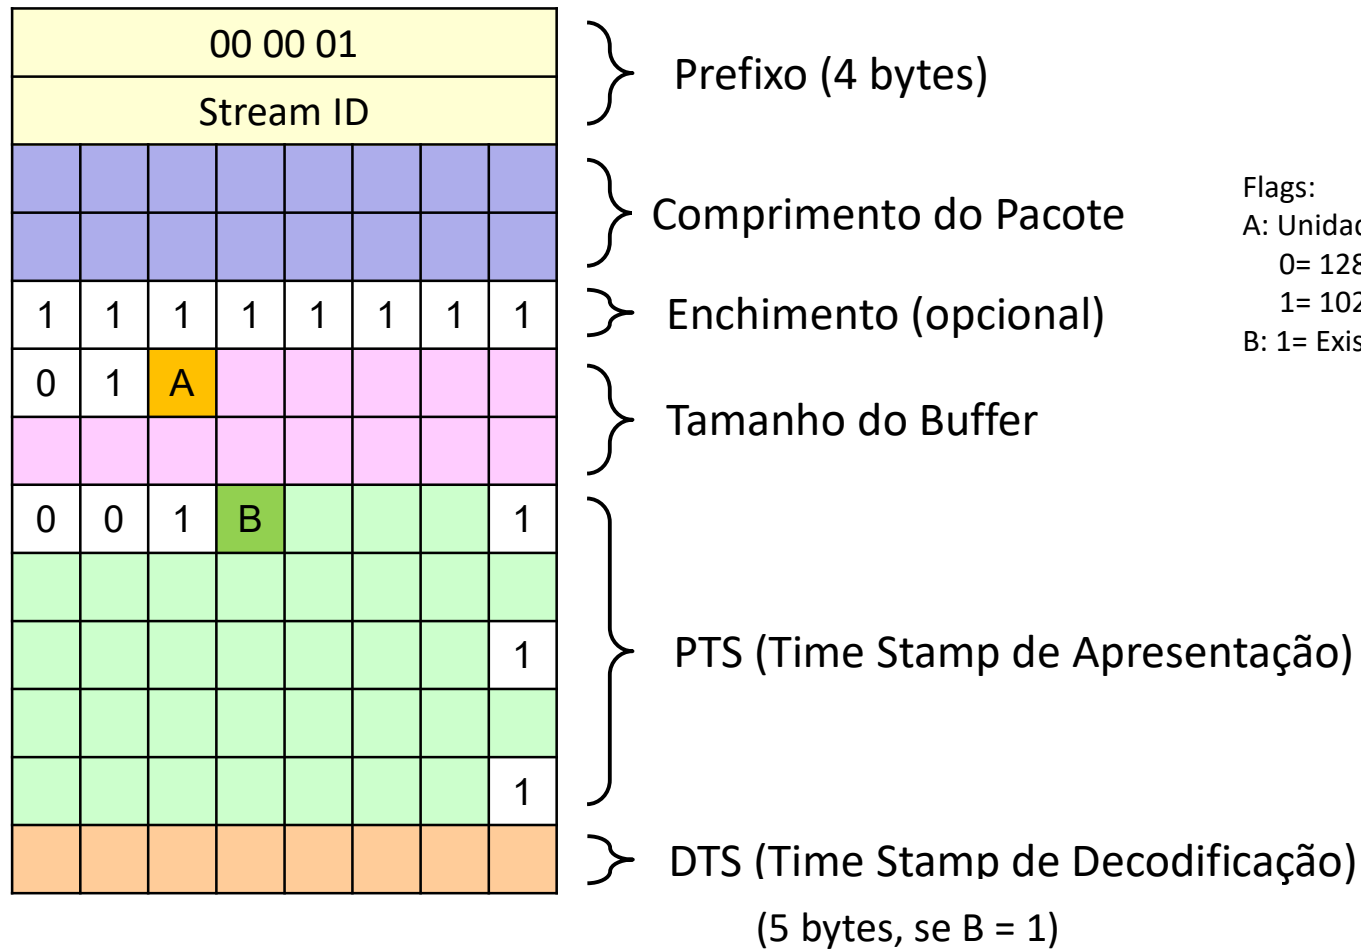 00 00 01
Prefixo (4 bytes)
Stream ID
Comprimento do Pacote
Flags:
A:
0= 
1= 
B: 1=
1 1 1 1 1 1 1 1
Enchimento (opcional)
0 1 A
Tamanho do Buffer
0 0 1 B 1
1
PTS (Time Stamp de Apresentação)
1
DTS (Time Stamp de Decodificação)
(5 bytes, se B = 1)